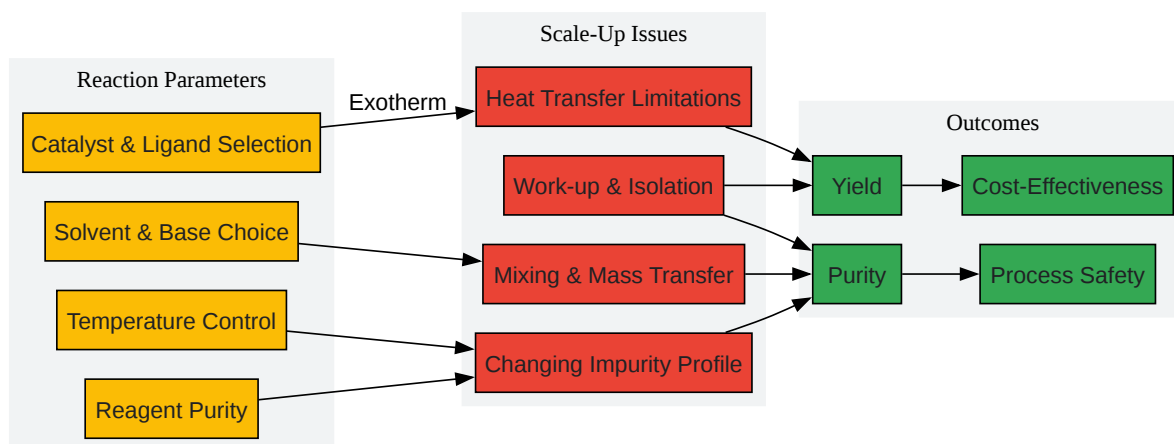 Reaction Parameters
Catalyst & Ligand Selection
Solvent & Base Choice
Temperature Control
Reagent Purity
Exotherm
Scale-Up Issues
Heat Transfer Limitations
Work-up & Isolation
Mixing & Mass Transfer
Changing Impurity Profile
Outcomes
Yield
Cost-Effectiveness
Purity
Process Safety